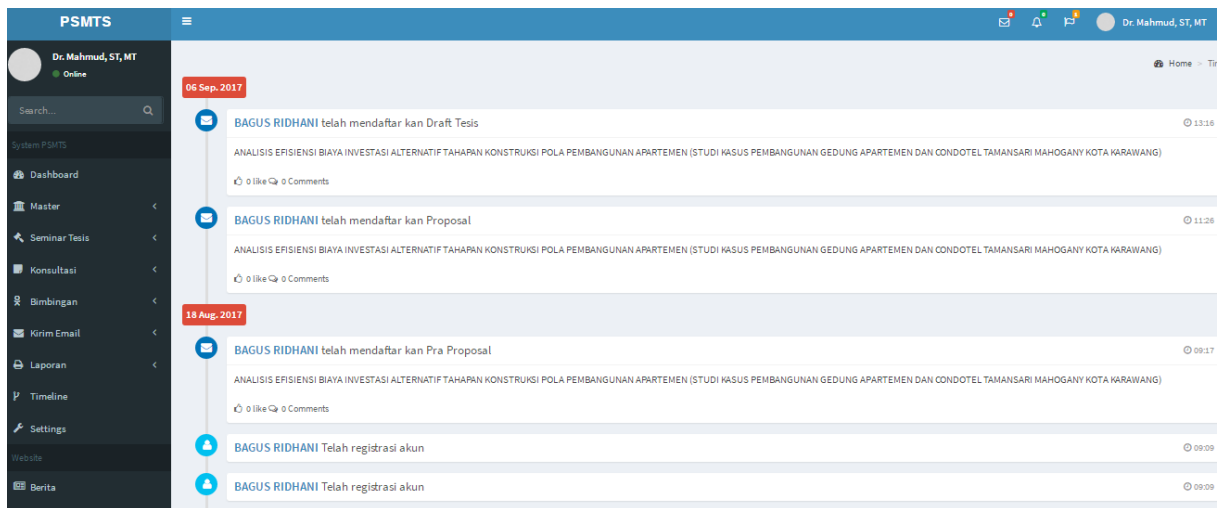 PSMTS
Dr. Mahmud, ST, MT
Dr. Mahmud, ST, MT
Online
Search...
System PSMTS
Dashboard
Master
Seminar Tesis
Konsultasi
Bimbingan
Kirim Email
Laporan
Timeline
Settings
Website
Berita
Home >
06 Sep. 2017
BAGUS RIDHANI telah mendaftar kan Draft Tesis 13:16
ANALISIS EFISIENSI BIAYA INVESTASI ALTERNATIF TAHAPAN KONSTRUKSI POLA PEMBANGUNAN APARTEMEN (STUDI KASUS PEMBANGUNAN GEDUNG APARTEMEN DAN CONDOTEL TAMANSARI MAHOGANY KOTA KARAWANG)
0 like 0 Comments
BAGUS RIDHANI telah mendaftar kan Proposal 11:26
ANALISIS EFISIENSI BIAYA INVESTASI ALTERNATIF TAHAPAN KONSTRUKSI POLA PEMBANGUNAN APARTEMEN (STUDI KASUS PEMBANGUNAN GEDUNG APARTEMEN DAN CONDOTEL TAMANSARI MAHOGANY KOTA KARAWANG)
0 like 0 Comments
18 Aug. 2017
BAGUS RIDHANI telah mendaftar kan Pra Proposal 09:17
ANALISIS EFISIENSI BIAYA INVESTASI ALTERNATIF TAHAPAN KONSTRUKSI POLA PEMBANGUNAN APARTEMEN (STUDI KASUS PEMBANGUNAN GEDUNG APARTEMEN DAN CONDOTEL TAMANSARI MAHOGANY KOTA KARAWANG)
0 like 0 Comments
BAGUS RIDHANI Telah registrasi akun 09:09
BAGUS RIDHANI Telah registrasi akun 09:09